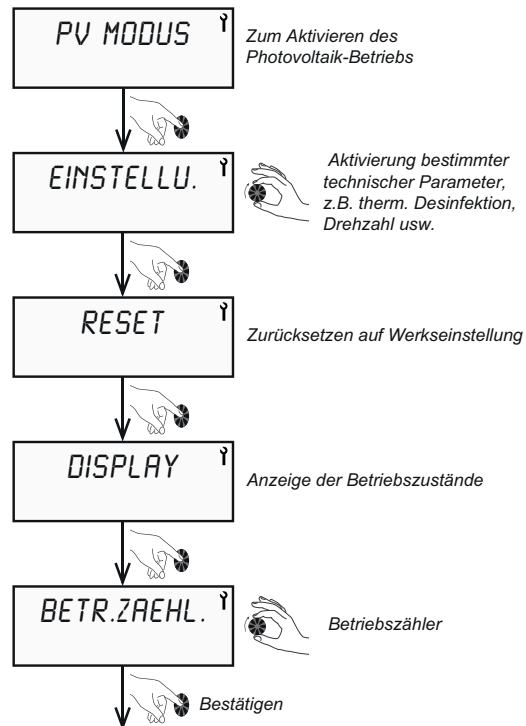 PV MODUS
Zum Aktivieren des
Photovoltaik-Betriebs
EINSTELLU.
Aktivierung bestimmter
technischer Parameter,
z.B. therm. Desinfektion,
Drehzahl usw.
RESET
Zurücksetzen auf Werkseinstellung
DISPLAY
Anzeige der Betriebszustände
BETR.ZAEHL.
Betriebszähler
Bestätigen